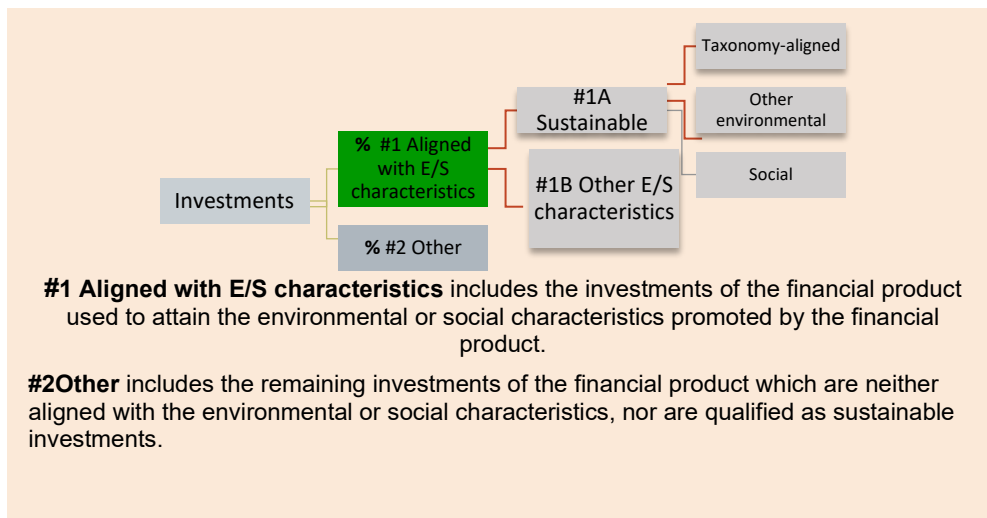 Taxonomy-aligned
#1A
Sustainable
Other
environmental
% #1 Aligned
with E/S
characteristics
#1B Other E/S
characteristics
Social
Investments
% #2 Other
#1 Aligned with E/S characteristics includes the investments of the financial product
used to attain the environmental or social characteristics promoted by the financial
product.
#2Other includes the remaining investments of the financial product which are neither
aligned with the environmental or social characteristics, nor are qualified as sustainable
investments.